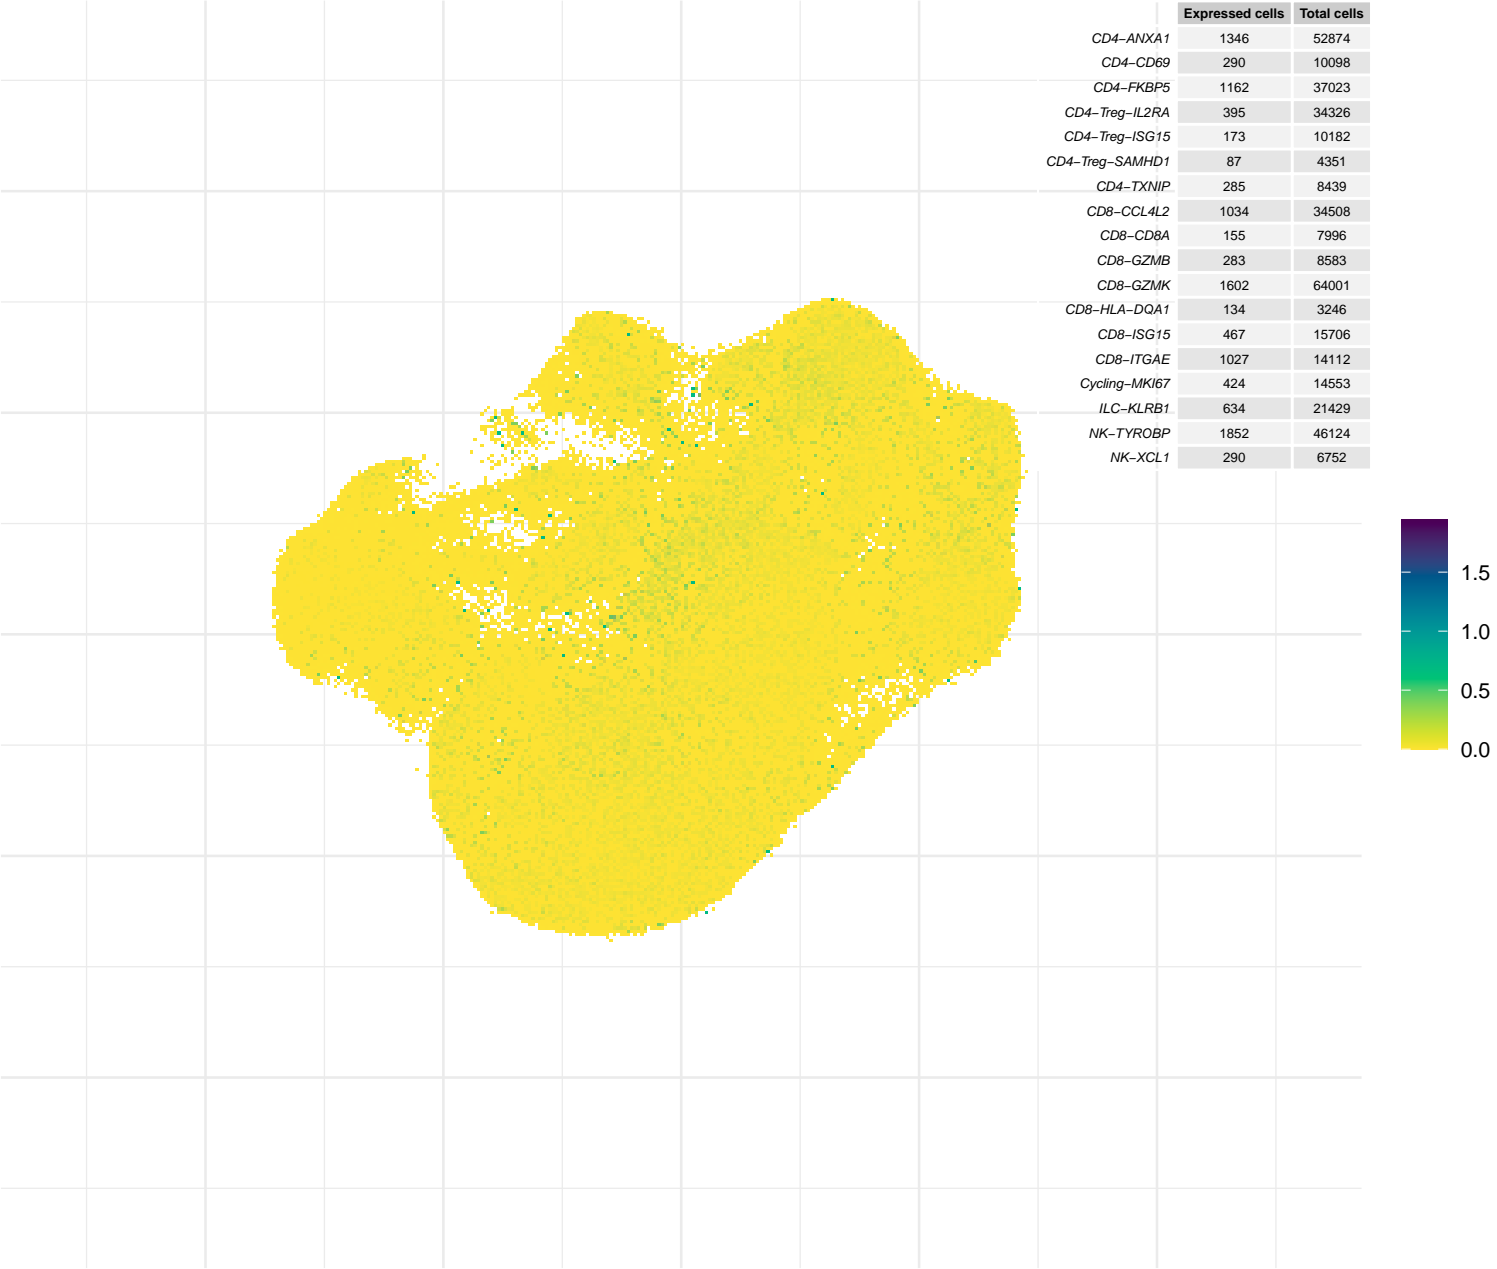 Expressed cells Total cells
CD4−ANXA1 1346 52874
CD4−CD69 290 10098
CD4−FKBP5 1162 37023
CD4−Treg−IL2RA 395 34326
CD4−Treg−ISG15 173 10182
CD4−Treg−SAMHD1 87 4351
CD4−TXNIP 285 8439
CD8−CCL4L2 1034 34508
CD8−CD8A 155 7996
CD8−GZMB 283 8583
CD8−GZMK 1602 64001
CD8−HLA−DQA1 134 3246
CD8−ISG15 467 15706
CD8−ITGAE 1027 14112
Cycling−MKI67 424 14553
ILC−KLRB1 634 21429
NK−TYROBP 1852 46124
NK−XCL1 290 6752
1.5
1.0
0.5
0.0